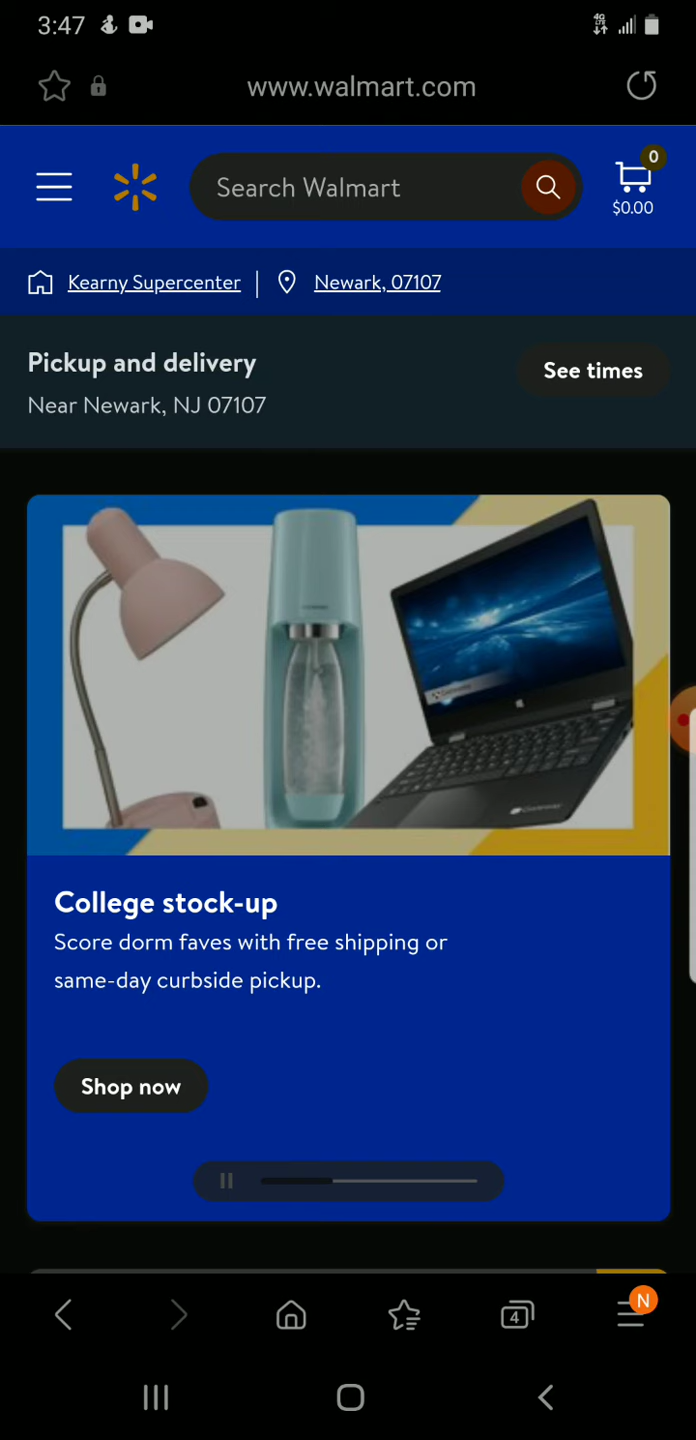 3:47
4G
LTE
www.walmart.com
Search Walmart
0
$0.00
Kearny Supercenter | Newark, 07107
Pickup and delivery
See times
Near Newark, NJ 07107
College stock-up
Score dorm faves with free shipping or
same-day curbside pickup.
Shop now
4
N